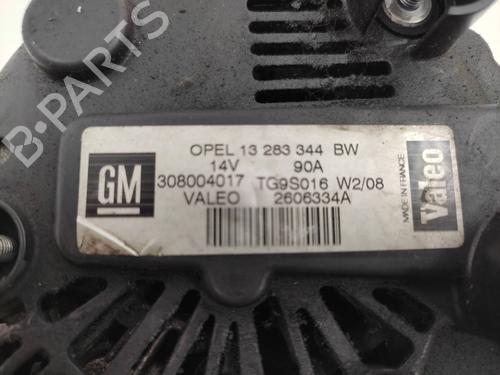 B-PARTS
OPEL 13 283 344 BW
14V 90A
308004017 TG9S016 W2/08
VALEO 2606334A
GM
MADE IN FRANCE
Valeo